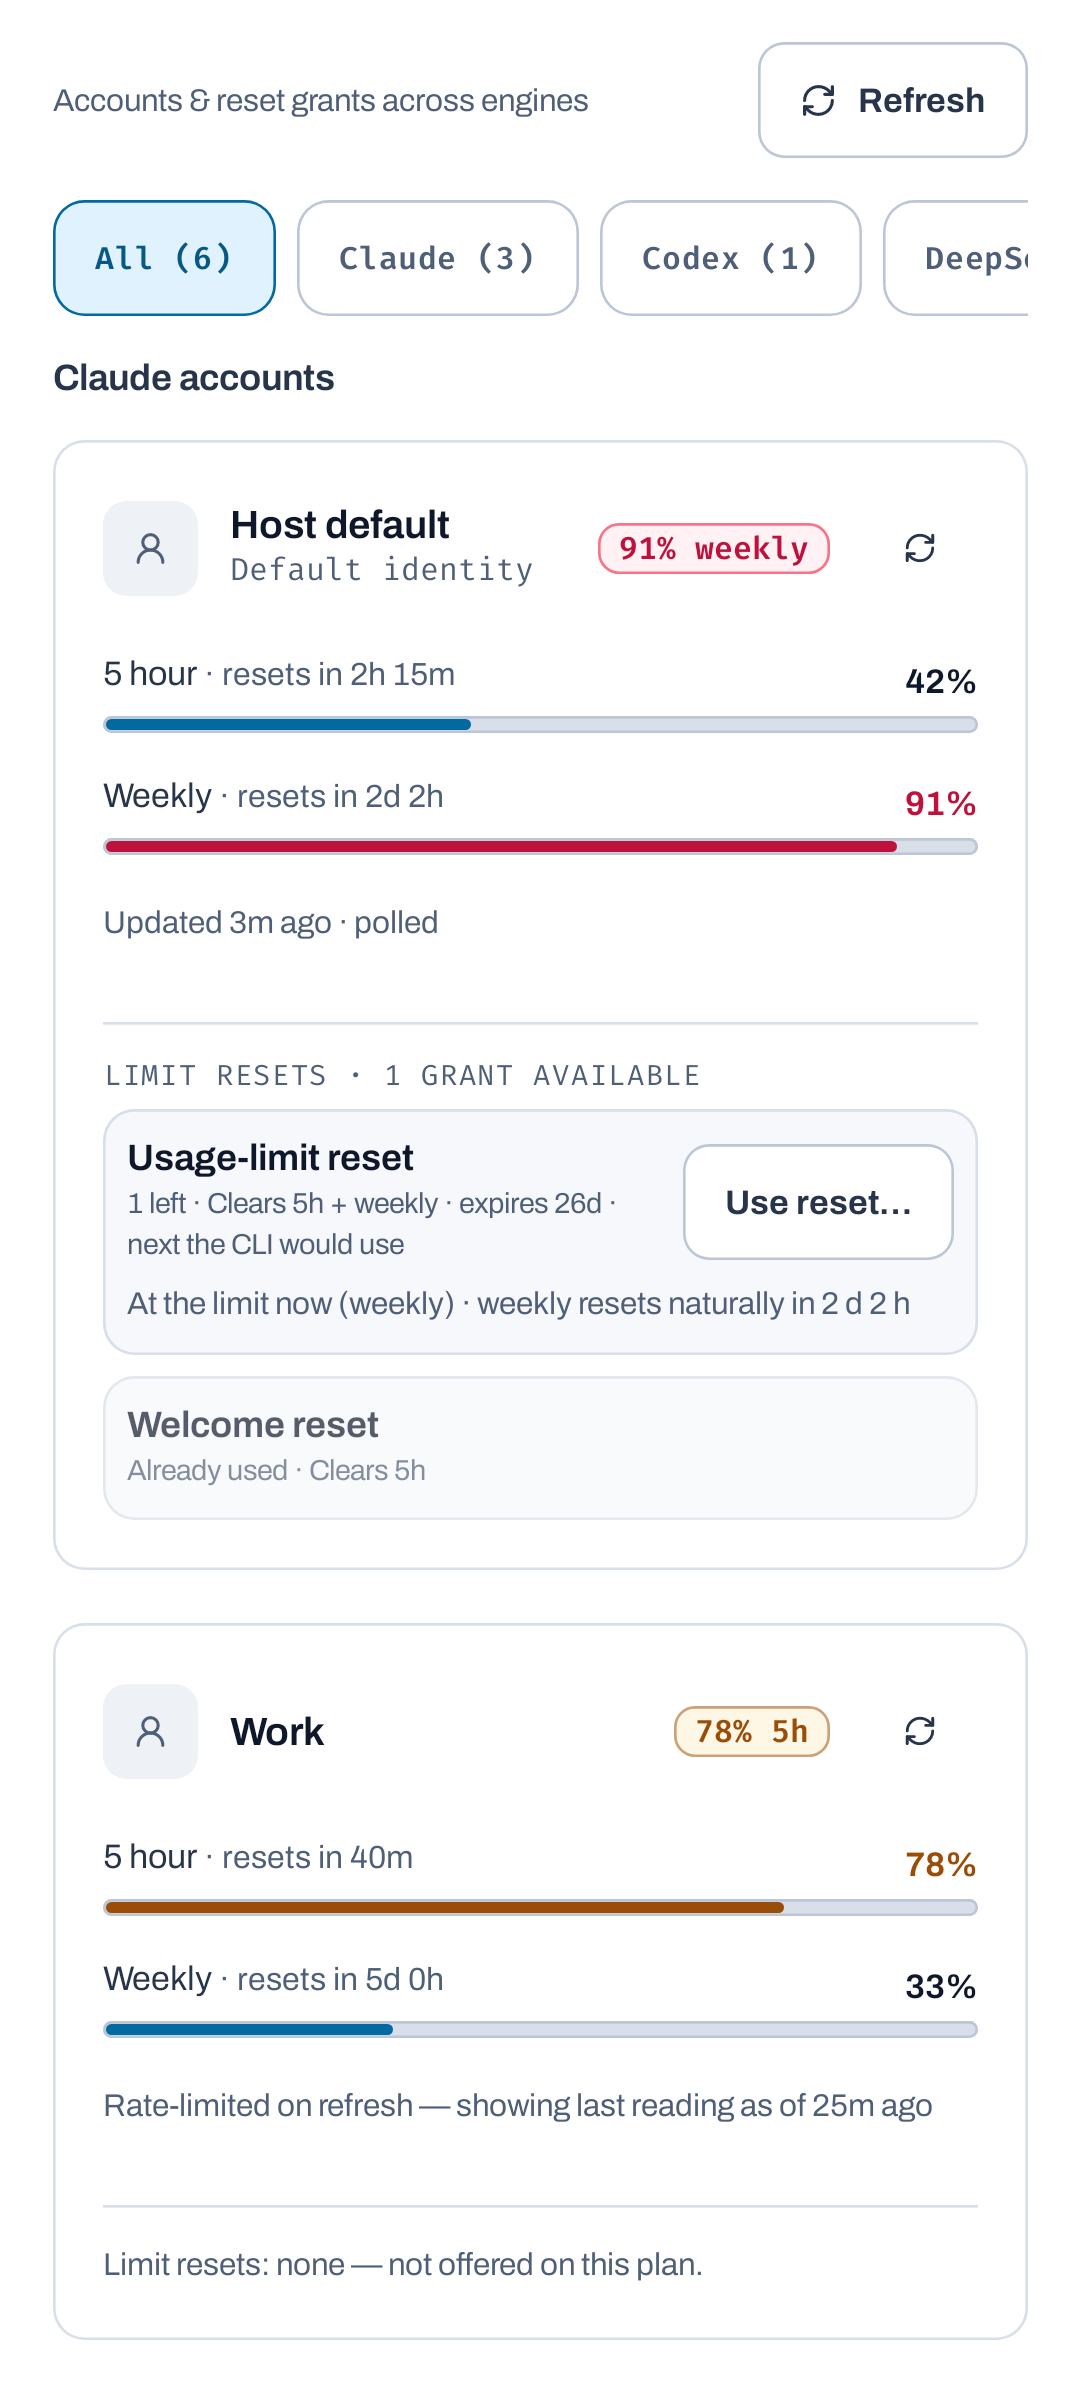 Accounts & reset grants across engines
Refresh
All (6)
Claude (3)
Codex (1)
Claude accounts
Host default
Default identity
91% weekly
5 hour · resets in 2h 15m
42%
Weekly · resets in 2d 2h
91%
Updated 3m ago · polled
LIMIT RESETS · 1 GRANT AVAILABLE
Usage-limit reset
1 left · Clears 5h + weekly · expires 26d ·
next the CLI would use
Use reset...
At the limit now (weekly) · weekly resets naturally in 2 d 2 h
Welcome reset
Already used · Clears 5h
Work
78% 5h
5 hour · resets in 40m
78%
Weekly · resets in 5d 0h
33%
Rate-limited on refresh — showing last reading as of 25m ago
Limit resets: none — not offered on this plan.